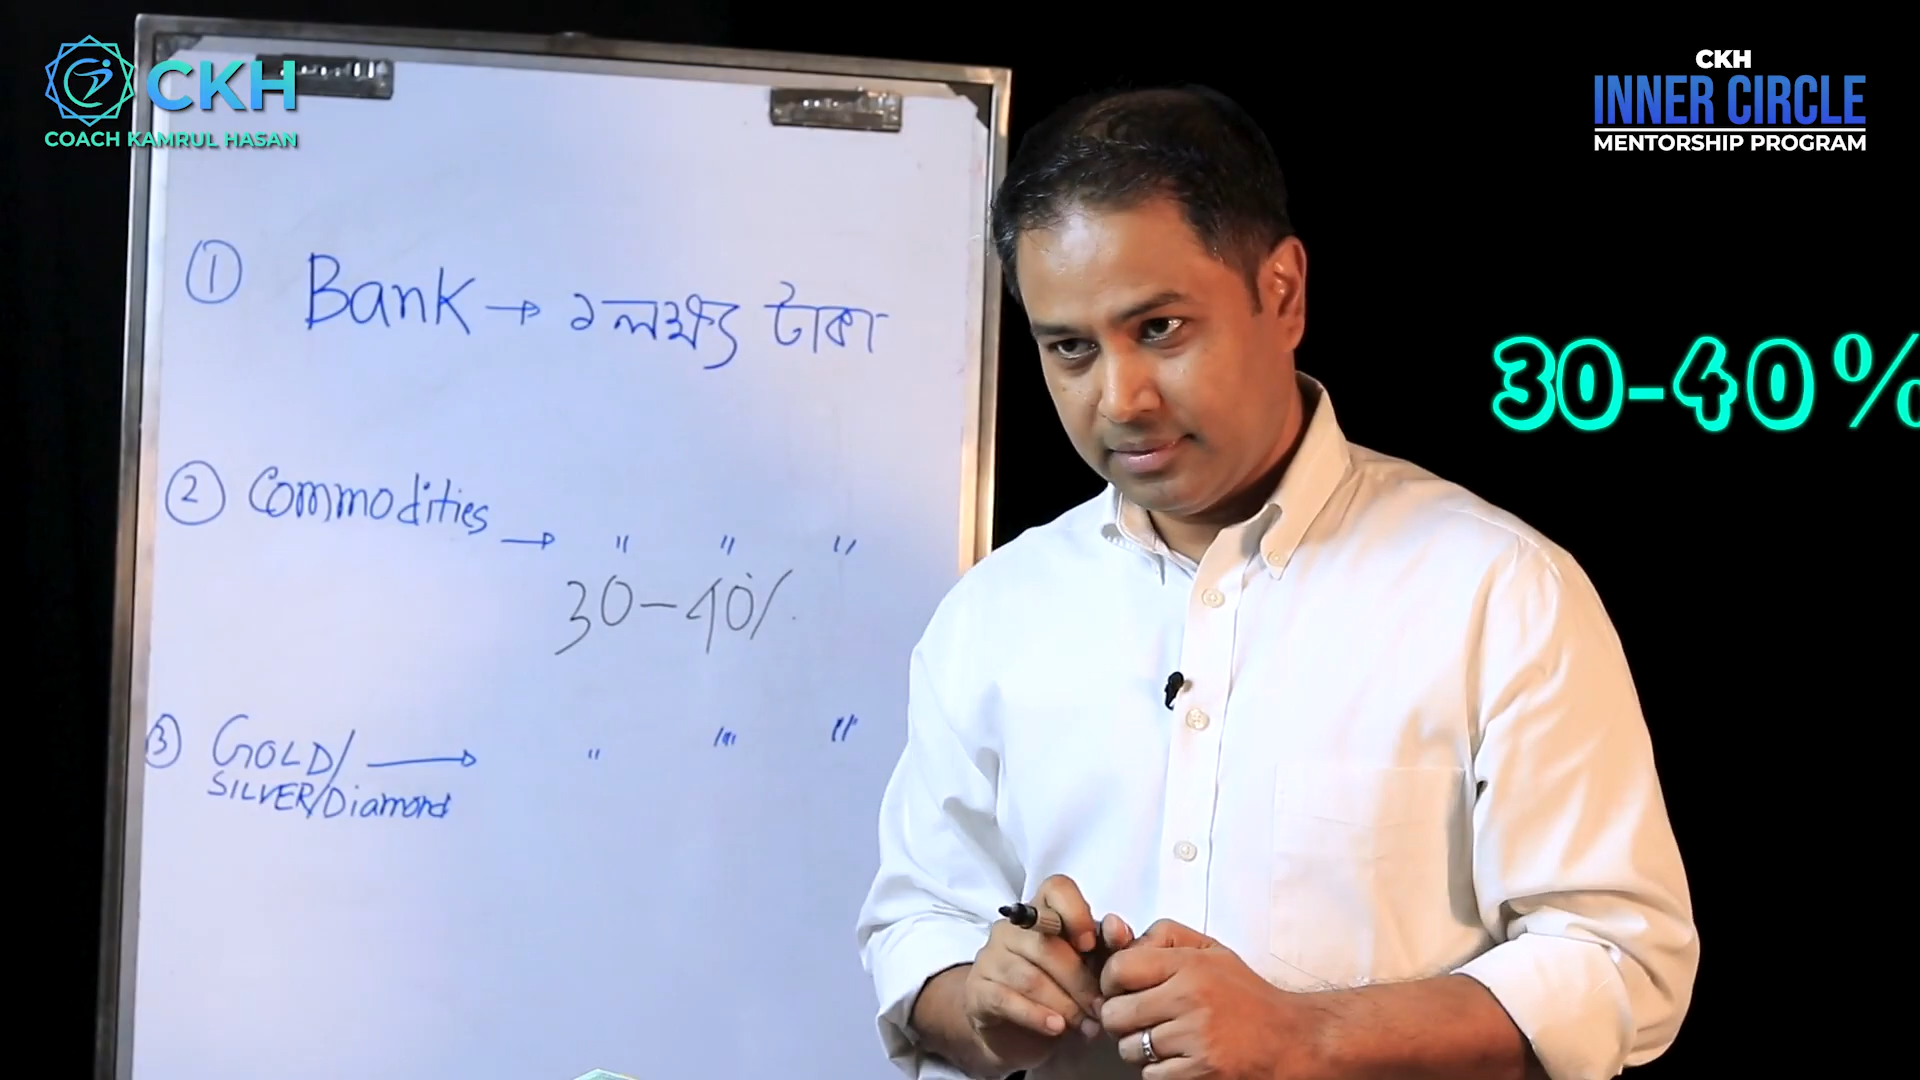 CKH
COACH KAMRUL HASAN
CKH
INNER CIRCLE
MENTORSHIP PROGRAM
① Bank → ১ লক্ষ্য টাকা
30-40%
② Commodities → " " "
30-40%
③ GOLD/ → " " "
SILVER/Diamond